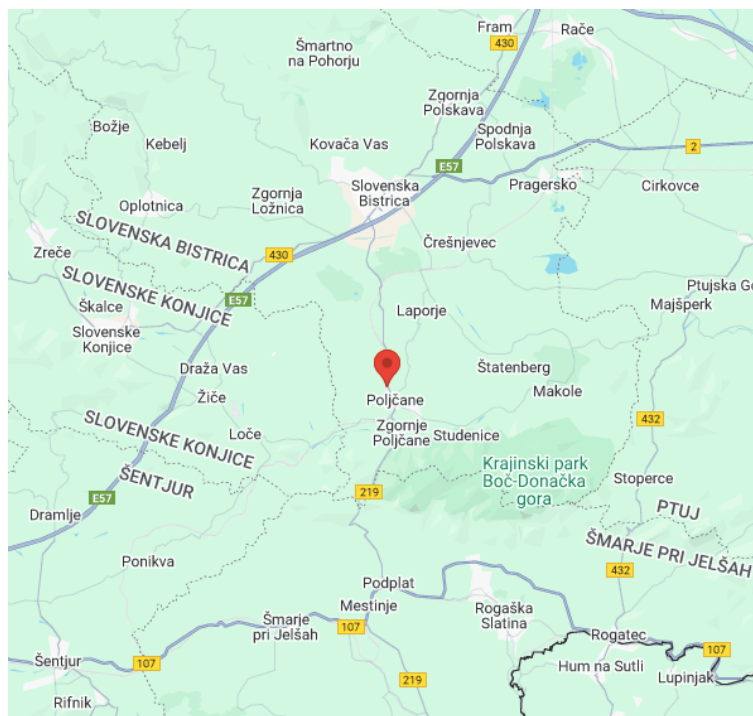 Fram
Rače
430
Šmartno
na Pohorju
Zgornja
Polskava
Božje
Kebelj
Kovača Vas
Spodnja
Polskava
2
E57
Slovenska
Bistrica
Pragersko
Cirkovce
Oplotnica
Zgornja
Ložnica
SLOVENSKA BISTRICA
Zreče
430
Črešnjevec
Ptujska Go
E57
SLOVENSKE KONJICE
Škalce
Laporje
Majšperk
Slovenske
Konjice
Draža Vas
Štatenberg
Žiče
Poljčane
Makole
432
Loče
Zgornje
Poljčane
Studenice
SLOVENSKE KONJICE
Krajinski park
Boč-Donačka
gora
Stoperce
ŠENTJUR
219
E57
PTUJ
Dramlje
ŠMARJE PRI JELŠAH
Ponikva
432
Podplat
Mestinje
Rogaška
Slatina
Šmarje
pri Jelšah
107
Rogatec
107
Šentjur
107
Hum na Sutli
Lupinjak
219
Rifnik